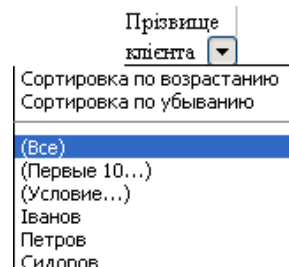 Прізвище
клієнта
Сортировка по возрастанию
Сортировка по убыванию
(Все)
(Первые 10...)
(Условие...)
Іванов
Петров
Сидоров